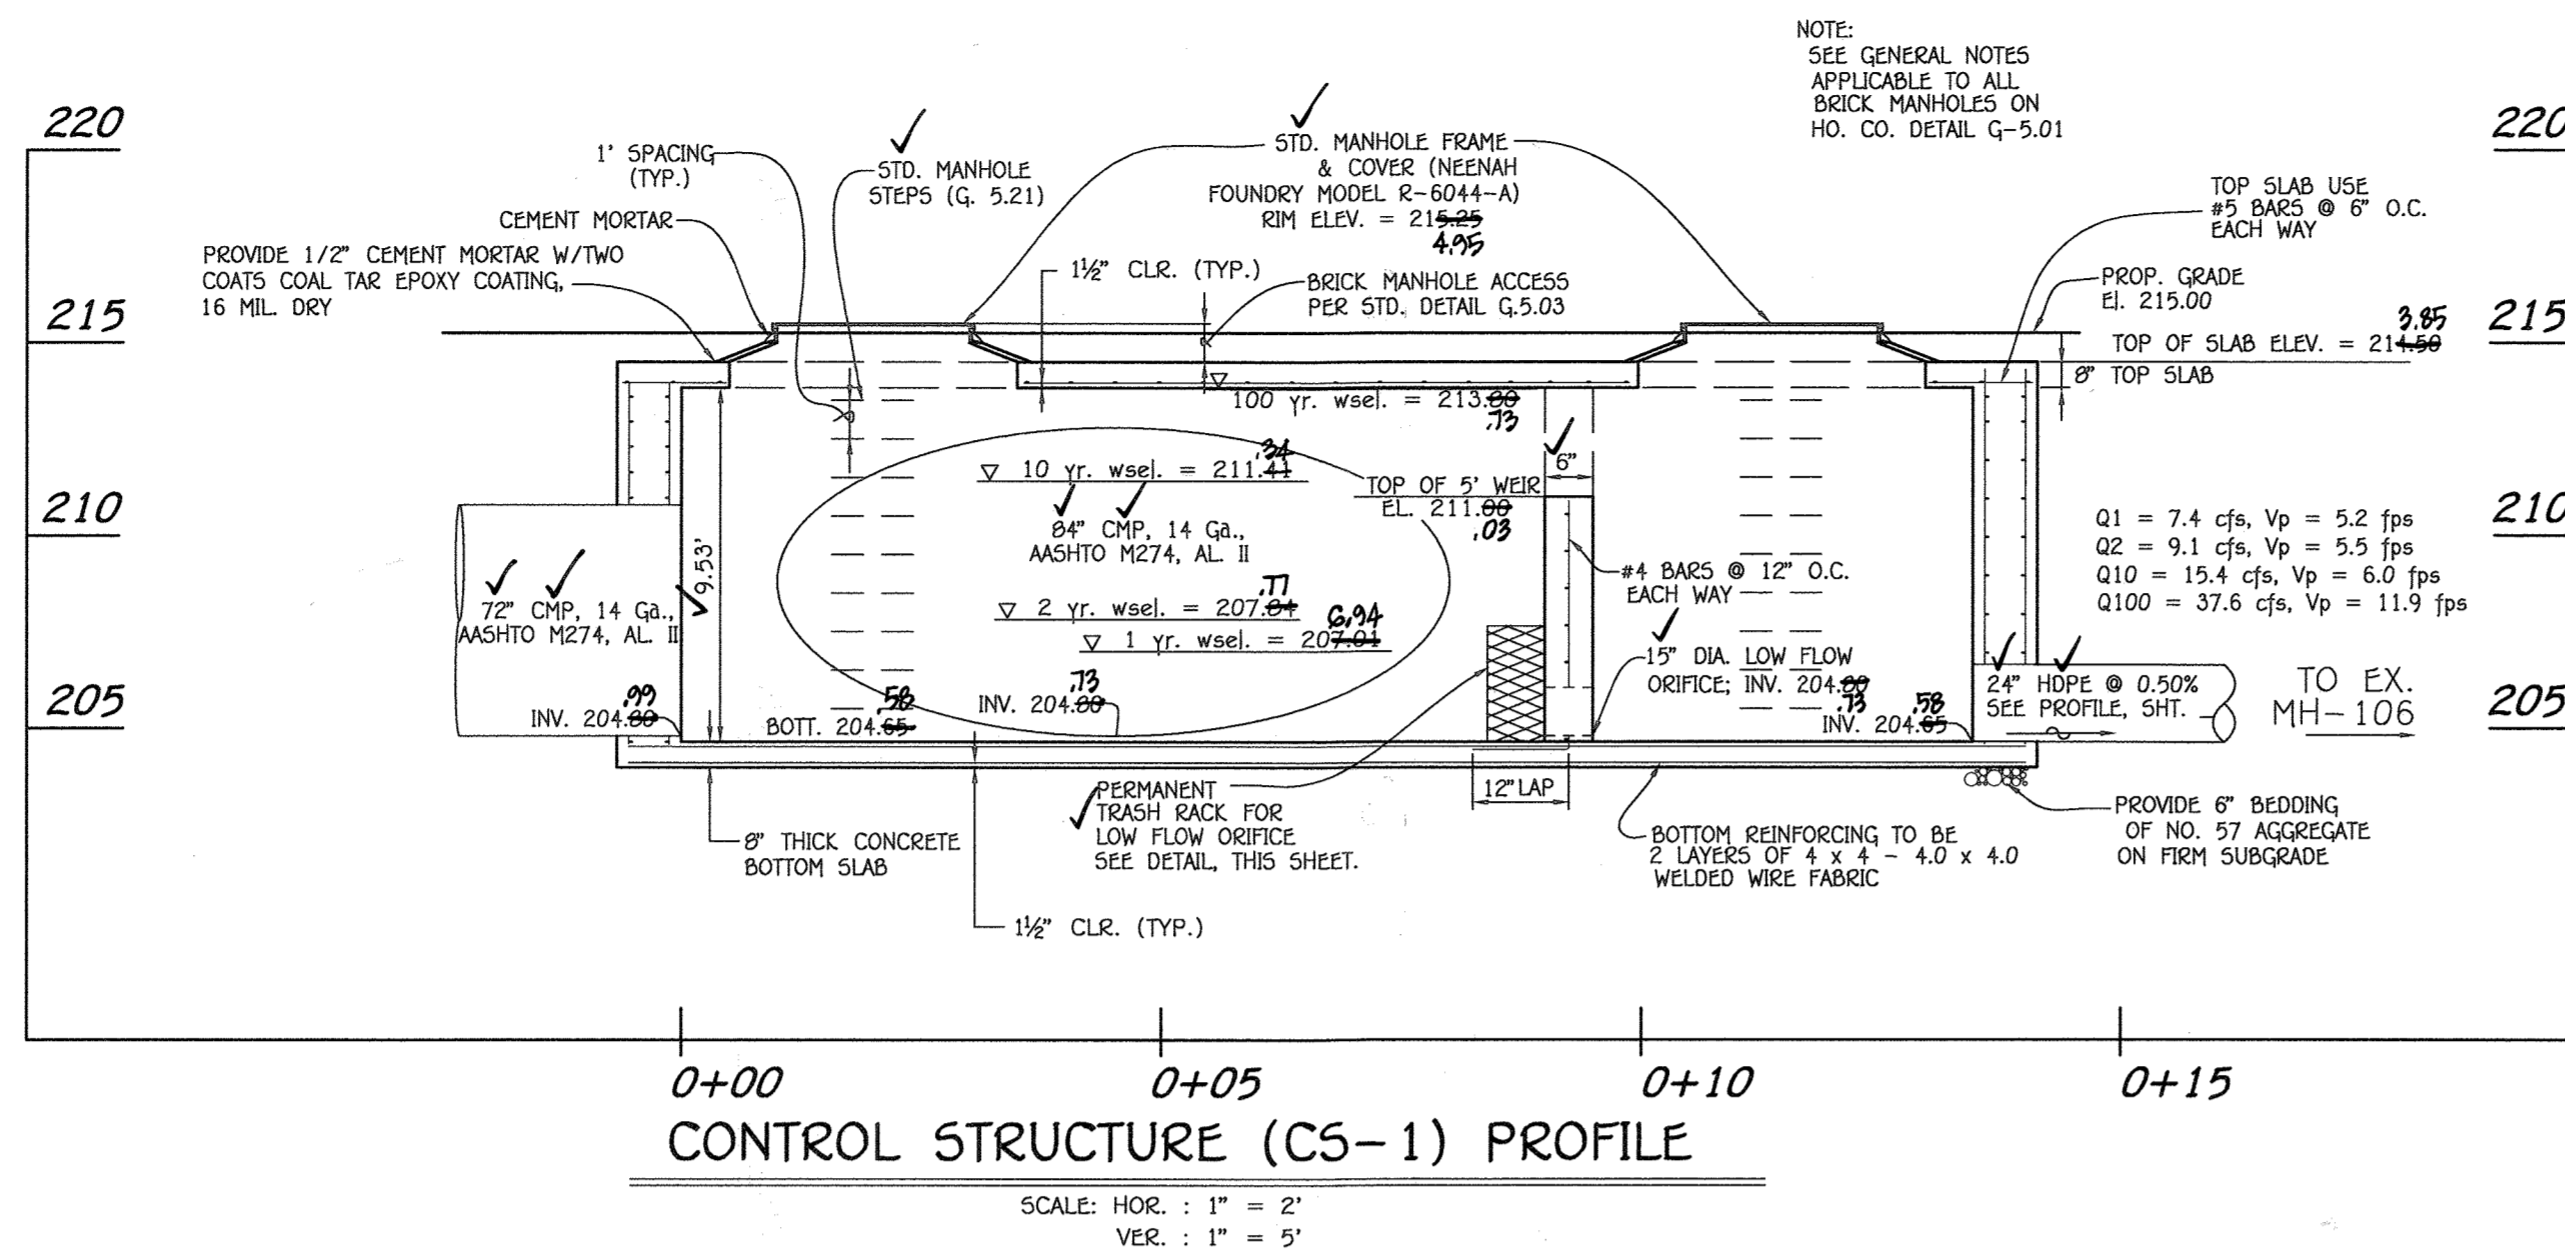 NOTE:
SEE GENERAL NOTES
APPLICABLE TO ALL
BRICK MANHOLES ON
HO. CO. DETAIL G-5.01
220
220
1' SPACING
(TYP.)
STD. MANHOLE
STEPS (G. 5.21)
STD. MANHOLE FRAME
& COVER (NEENAH
FOUNDRY MODEL R-6044-A)
RIM ELEV. = 215.25
4.95
TOP SLAB USE
#5 BARS @ 6" O.C.
EACH WAY
CEMENT MORTAR
PROVIDE 1/2" CEMENT MORTAR W/TWO
COATS COAL TAR EPOXY COATING,
16 MIL. DRY
1½" CLR. (TYP.)
BRICK MANHOLE ACCESS
PER STD. DETAIL G.5.03
PROP. GRADE
El. 215.00
215
215
3.85
TOP OF SLAB ELEV. = 214.50
8" TOP SLAB
100 yr. wsel. = 213.80
.73
.34
10 yr. wsel. = 211.41
6"
TOP OF 5' WEIR
EL. 211.00
.03
84" CMP, 14 Ga.,
AASHTO M274, AL. II
210
210
Q1 = 7.4 cfs, Vp = 5.2 fps
Q2 = 9.1 cfs, Vp = 5.5 fps
Q10 = 15.4 cfs, Vp = 6.0 fps
Q100 = 37.6 cfs, Vp = 11.9 fps
9.53'
72" CMP, 14 Ga.,
AASHTO M274, AL. II
#4 BARS @ 12" O.C.
EACH WAY
.77
2 yr. wsel. = 207.84
6.94
1 yr. wsel. = 207.01
15" DIA. LOW FLOW
ORIFICE; INV. 204.80
.73
24" HDPE @ 0.50%
SEE PROFILE, SHT.
TO EX.
MH-106
205
205
.99
INV. 204.80
.58
BOTT. 204.65
.73
INV. 204.80
.58
INV. 204.65
PERMANENT
TRASH RACK FOR
LOW FLOW ORIFICE
SEE DETAIL, THIS SHEET.
12" LAP
8" THICK CONCRETE
BOTTOM SLAB
BOTTOM REINFORCING TO BE
2 LAYERS OF 4 x 4 - 4.0 x 4.0
WELDED WIRE FABRIC
PROVIDE 6" BEDDING
OF NO. 57 AGGREGATE
ON FIRM SUBGRADE
1½" CLR. (TYP.)
0+00
0+05
0+10
0+15
CONTROL STRUCTURE (CS-1) PROFILE
SCALE: HOR. : 1" = 2'
VER. : 1" = 5'